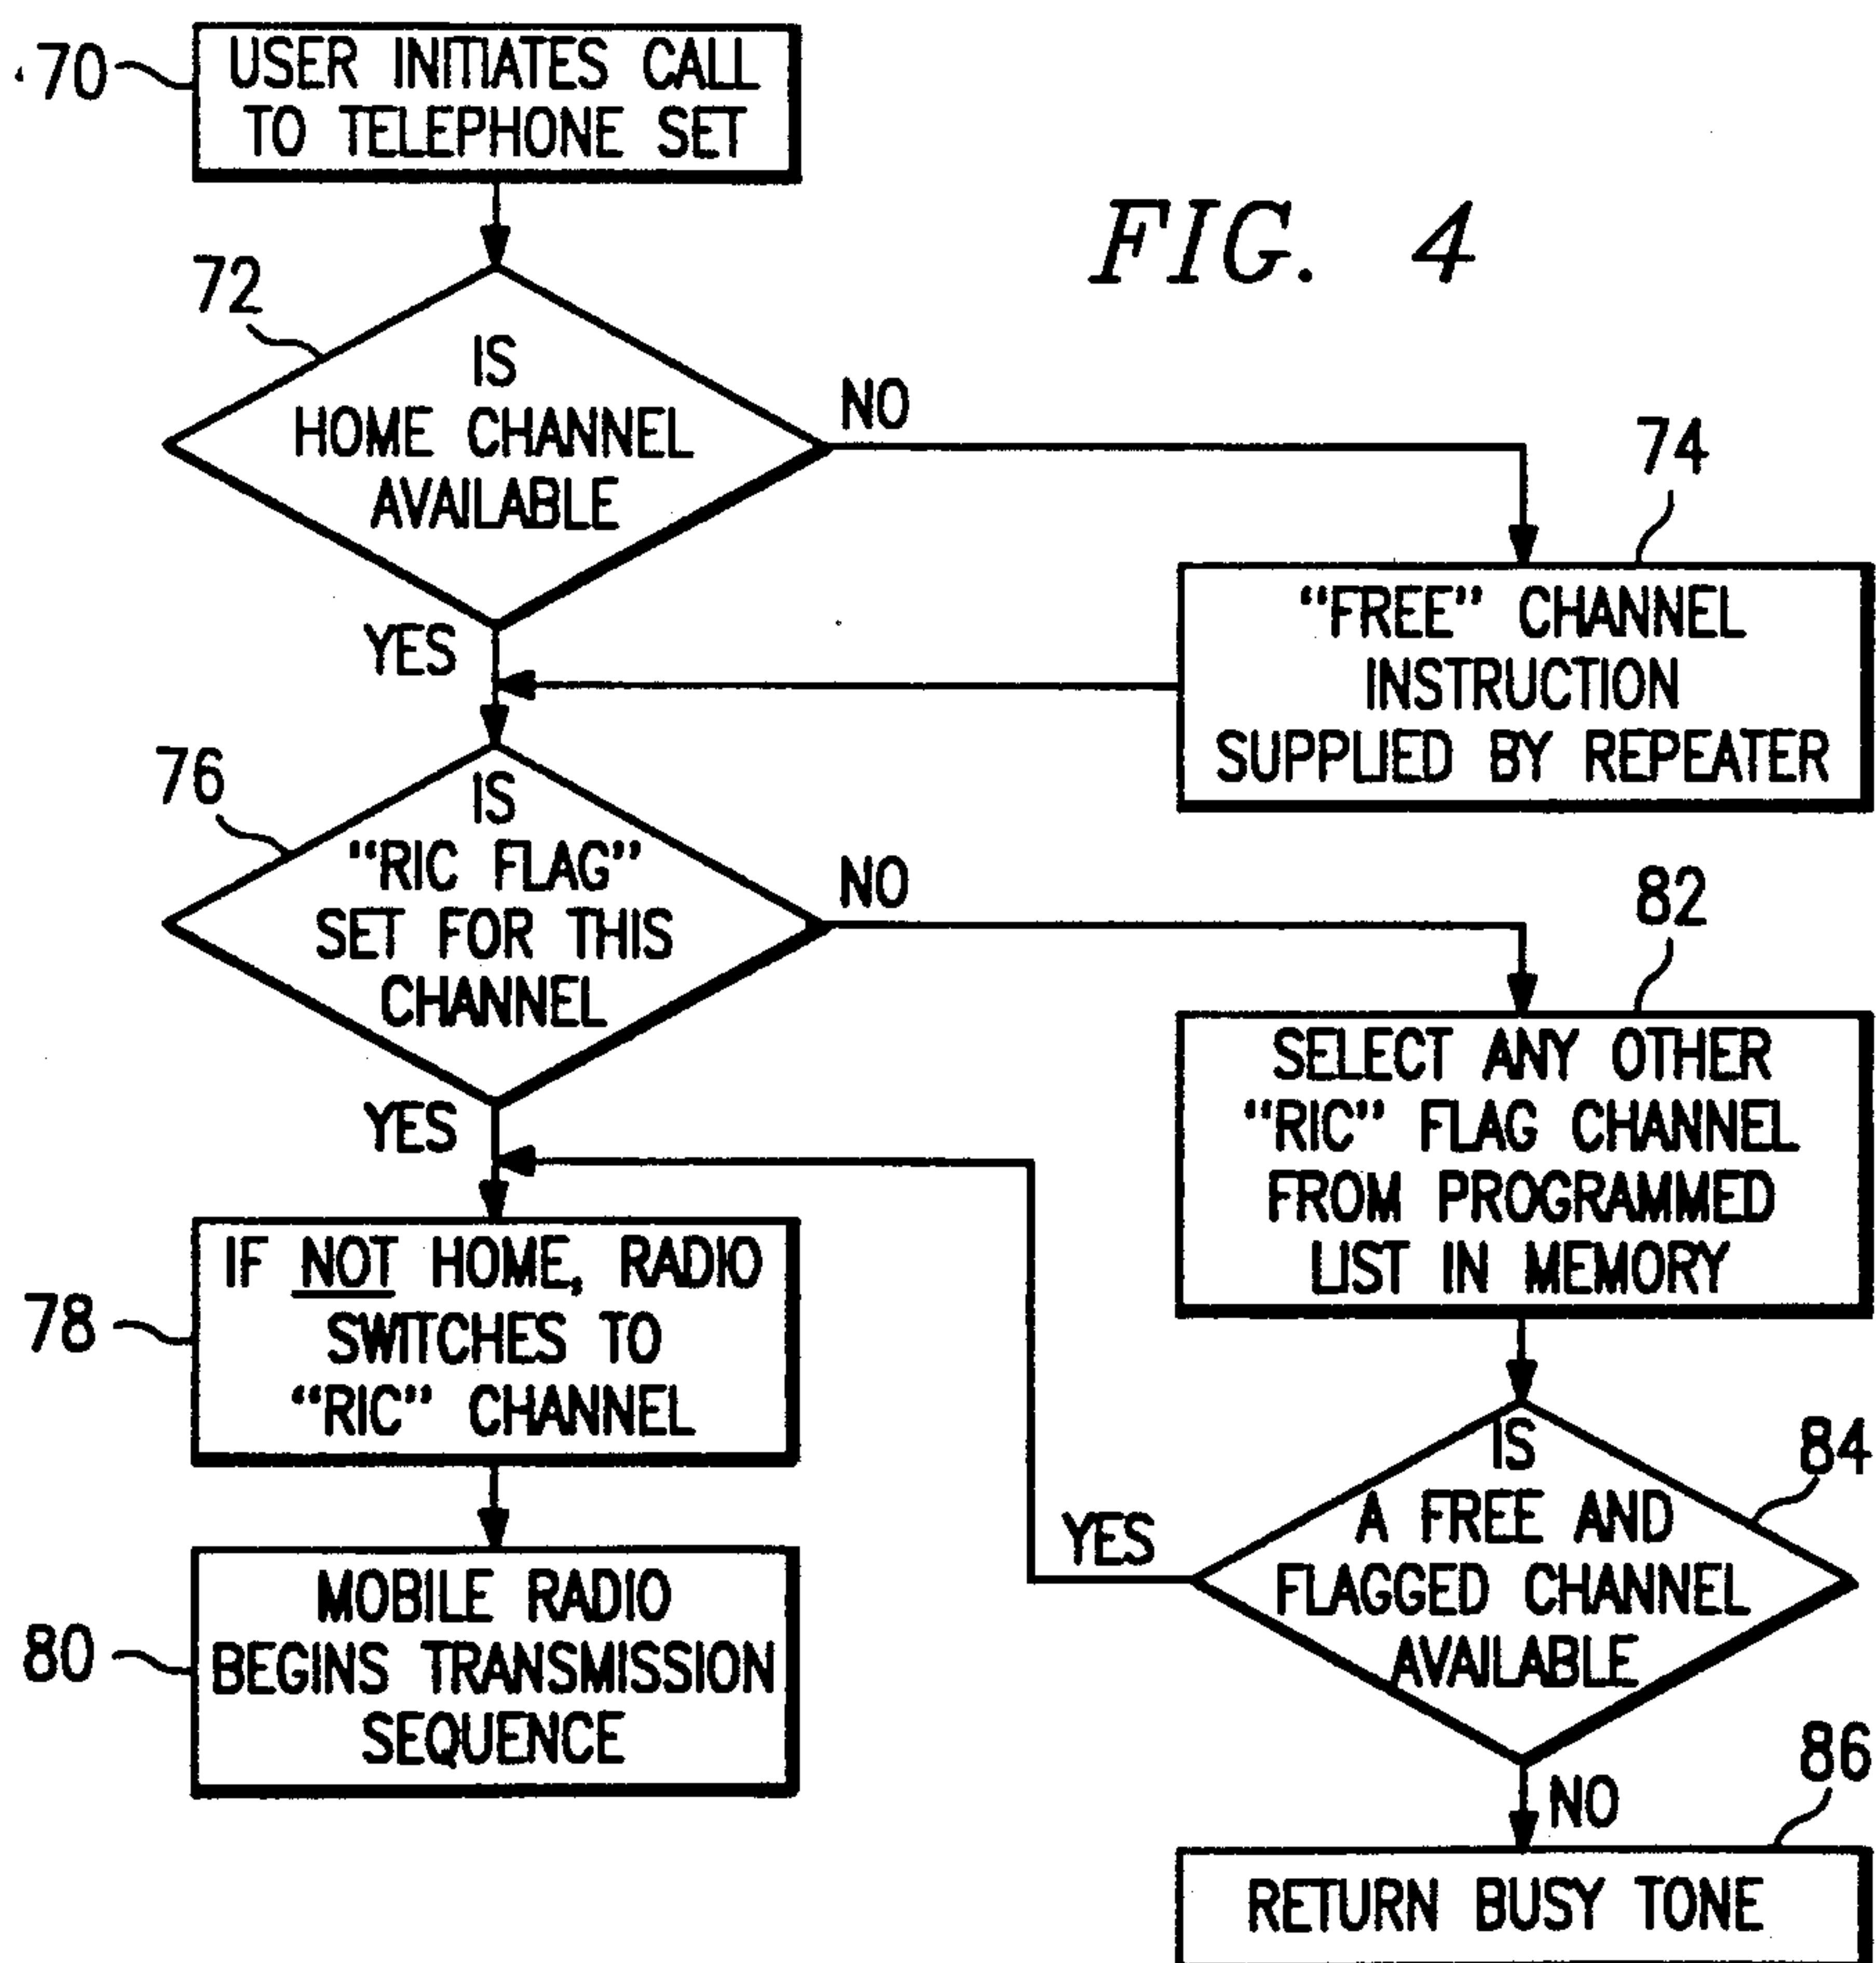 70
USER INITIATES CALL
TO TELEPHONE SET
FIG. 4
72
IS
HOME CHANNEL
AVAILABLE
NO
YES
74
"FREE" CHANNEL
INSTRUCTION
SUPPLIED BY REPEATER
76
IS
"RIC FLAG"
SET FOR THIS
CHANNEL
NO
YES
82
SELECT ANY OTHER
"RIC" FLAG CHANNEL
FROM PROGRAMMED
LIST IN MEMORY
78
IF NOT HOME, RADIO
SWITCHES TO
"RIC" CHANNEL
84
IS
A FREE AND
FLAGGED CHANNEL
AVAILABLE
YES
NO
80
MOBILE RADIO
BEGINS TRANSMISSION
SEQUENCE
86
RETURN BUSY TONE